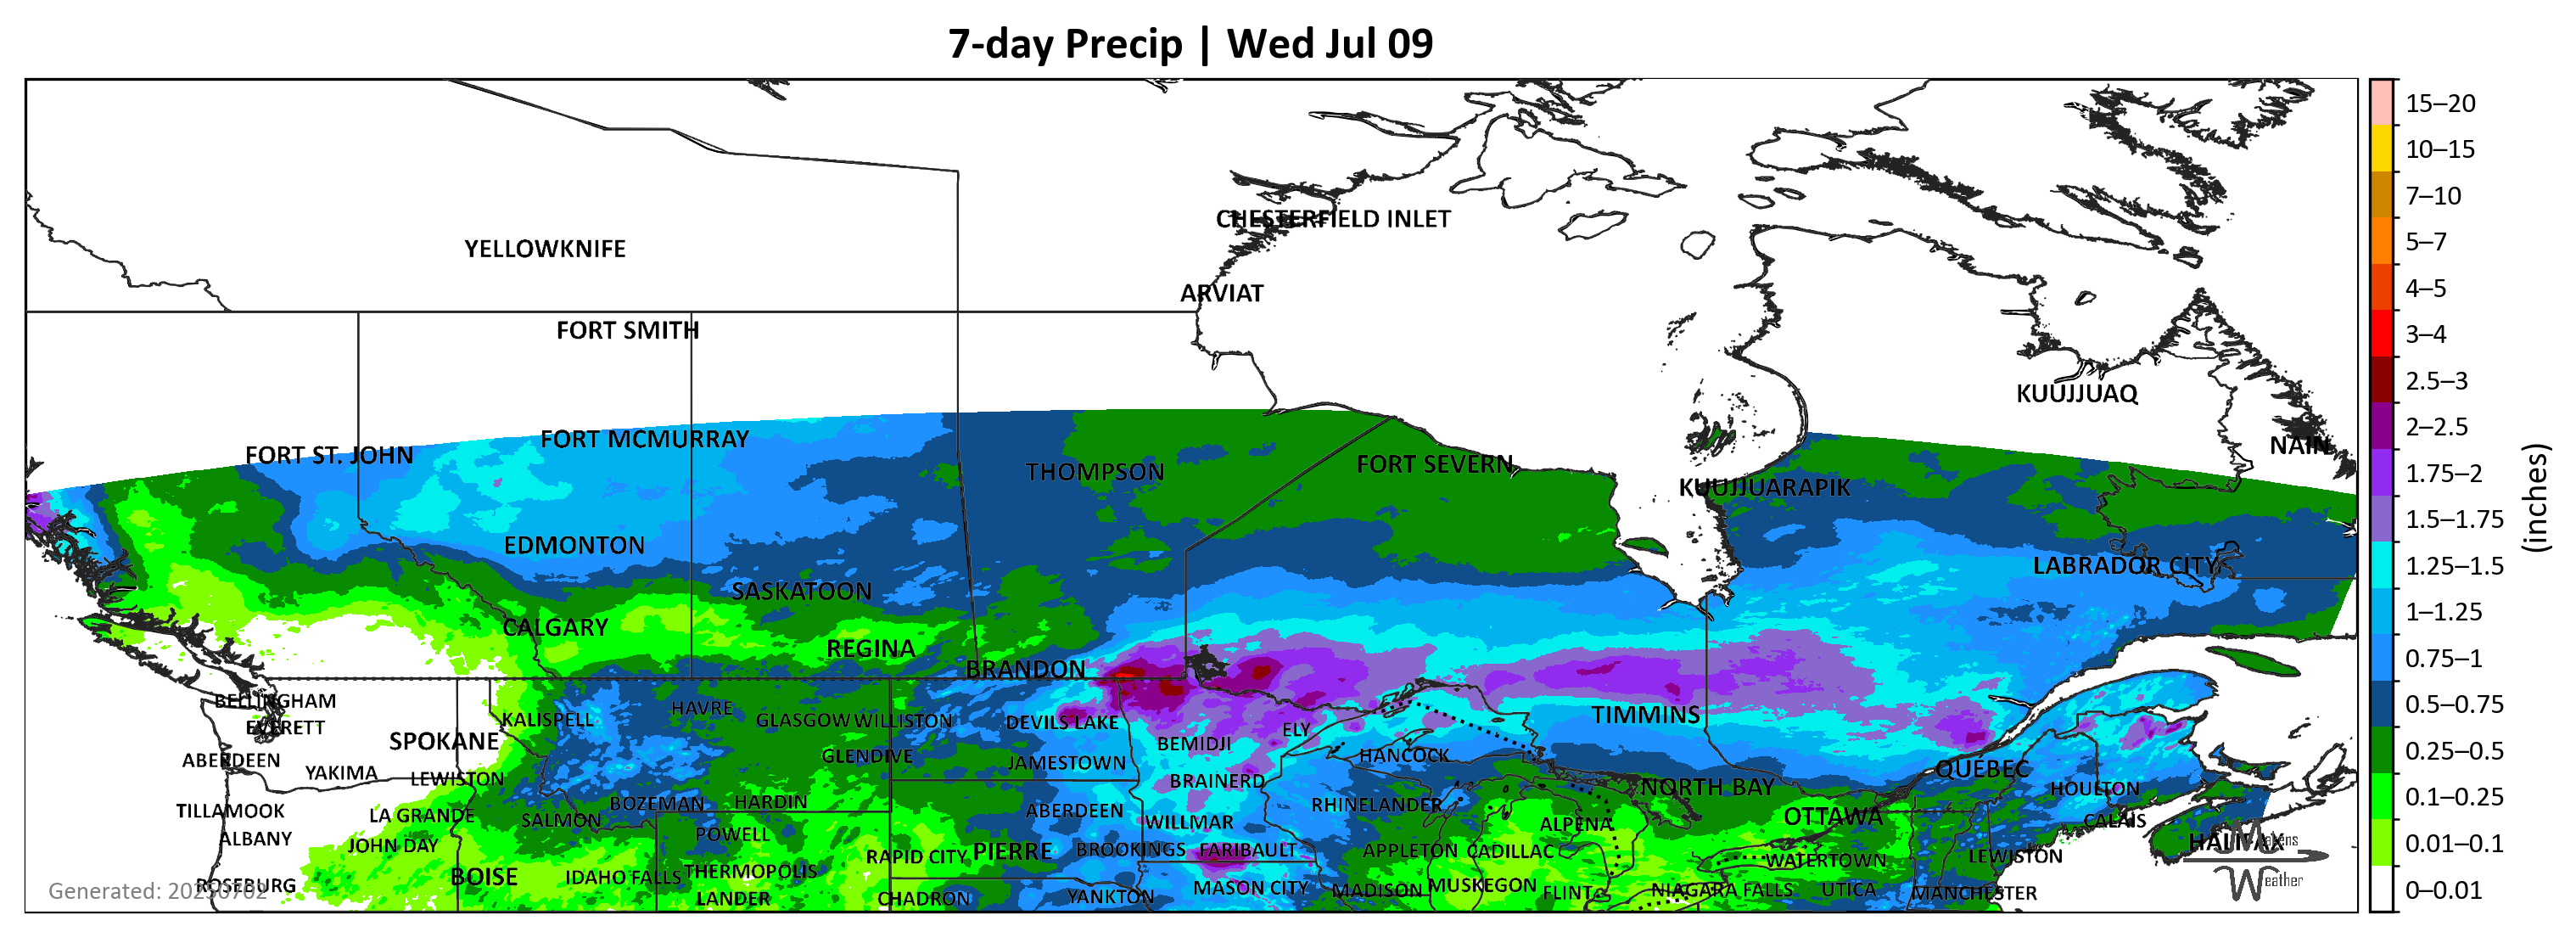 7-day Precip | Wed Jul 09
CHESTERFIELD INLET
YELLOWKNIFE
ARVIAT
FORT SMITH
KUUJJUAQ
FORT ST. JOHN
FORT MCMURRAY
NAIN
THOMPSON
FORT SEVERN
KUUJJUARAPIK
EDMONTON
LABRADOR CITY
SASKATOON
CALGARY
REGINA
BRANDON
BELLINGHAM
HAVRE
EVERETT
KALISPELL
GLASGOW
WILLISTON
DEVILS LAKE
TIMMINS
SPOKANE
BEMIDJI
ELY
ABERDEEN
YAKIMA
LEWISTON
GLENDIVE
JAMESTOWN
HANCOCK
QUÉBEC
BRAINERD
NORTH BAY
HOULTON
TILLAMOOK
LA GRANDE
BOZEMAN
HARDIN
ABERDEEN
RHINELANDER
SALMON
WILLMAR
ALPENA
OTTAWA
CALAIS
ALBANY
JOHN DAY
POWELL
RAPID CITY
PIERRE
BROOKINGS
FARIBAULT
APPLETON
CADILLAC
WATERTOWN
LEWISTON
HALIFAX
Mavens
Weather
ROSEBURG
BOISE
IDAHO FALLS
THERMOPOLIS
LANDER
CHADRON
YANKTON
MASON CITY
MADISON
MUSKEGON
FLINT
NIAGARA FALLS
UTICA
MANCHESTER
Generated: 20250702
15–20
10–15
7–10
5–7
4–5
3–4
2.5–3
2–2.5
1.75–2
1.5–1.75
1.25–1.5
1–1.25
0.75–1
0.5–0.75
0.25–0.5
0.1–0.25
0.01–0.1
0–0.01
(inches)